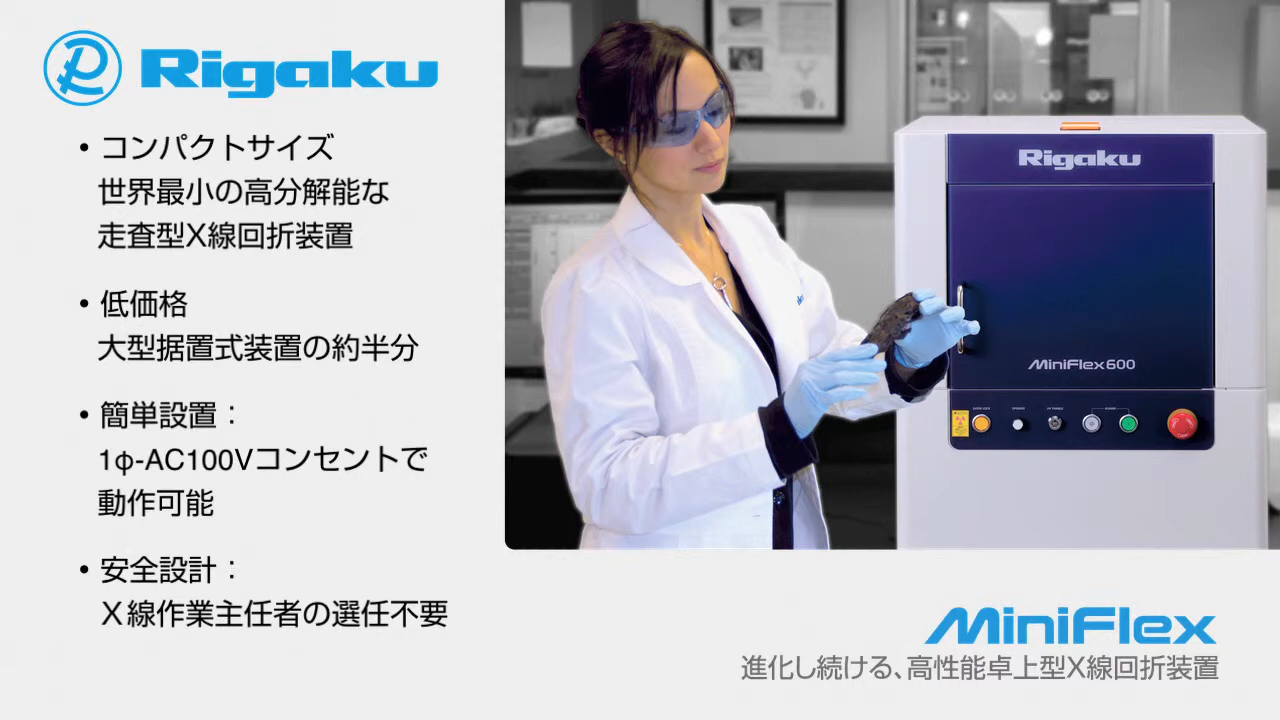 Rigaku
• コンパクトサイズ
世界最小の高分解能な
走査型X線回折装置
• 低価格
大型据置式装置の約半分
• 簡単設置：
1φ-AC100Vコンセントで
動作可能
• 安全設計：
X線作業主任者の選任不要
Rigaku
MiniFlex600
MiniFlex
進化し続ける、高性能卓上型X線回折装置